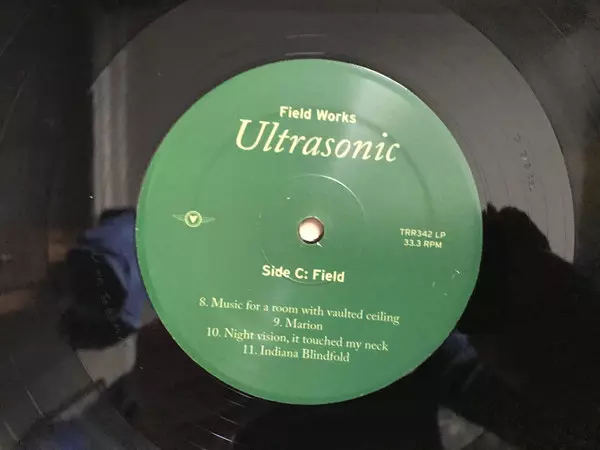 Field Works
Ultrasonic
TRR342 LP
33.3 RPM
Side C: Field
8. Music for a room with vaulted ceiling
9. Marion
10. Night vision, it touched my neck
11. Indiana Blindfold